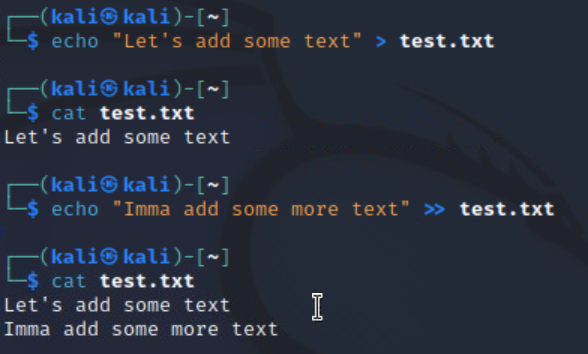 ┌──(kali㉿kali)-[~]
└─$ echo "Let's add some text" > test.txt
┌──(kali㉿kali)-[~]
└─$ cat test.txt
Let's add some text
┌──(kali㉿kali)-[~]
└─$ echo "Imma add some more text" >> test.txt
┌──(kali㉿kali)-[~]
└─$ cat test.txt
Let's add some text
Imma add some more text